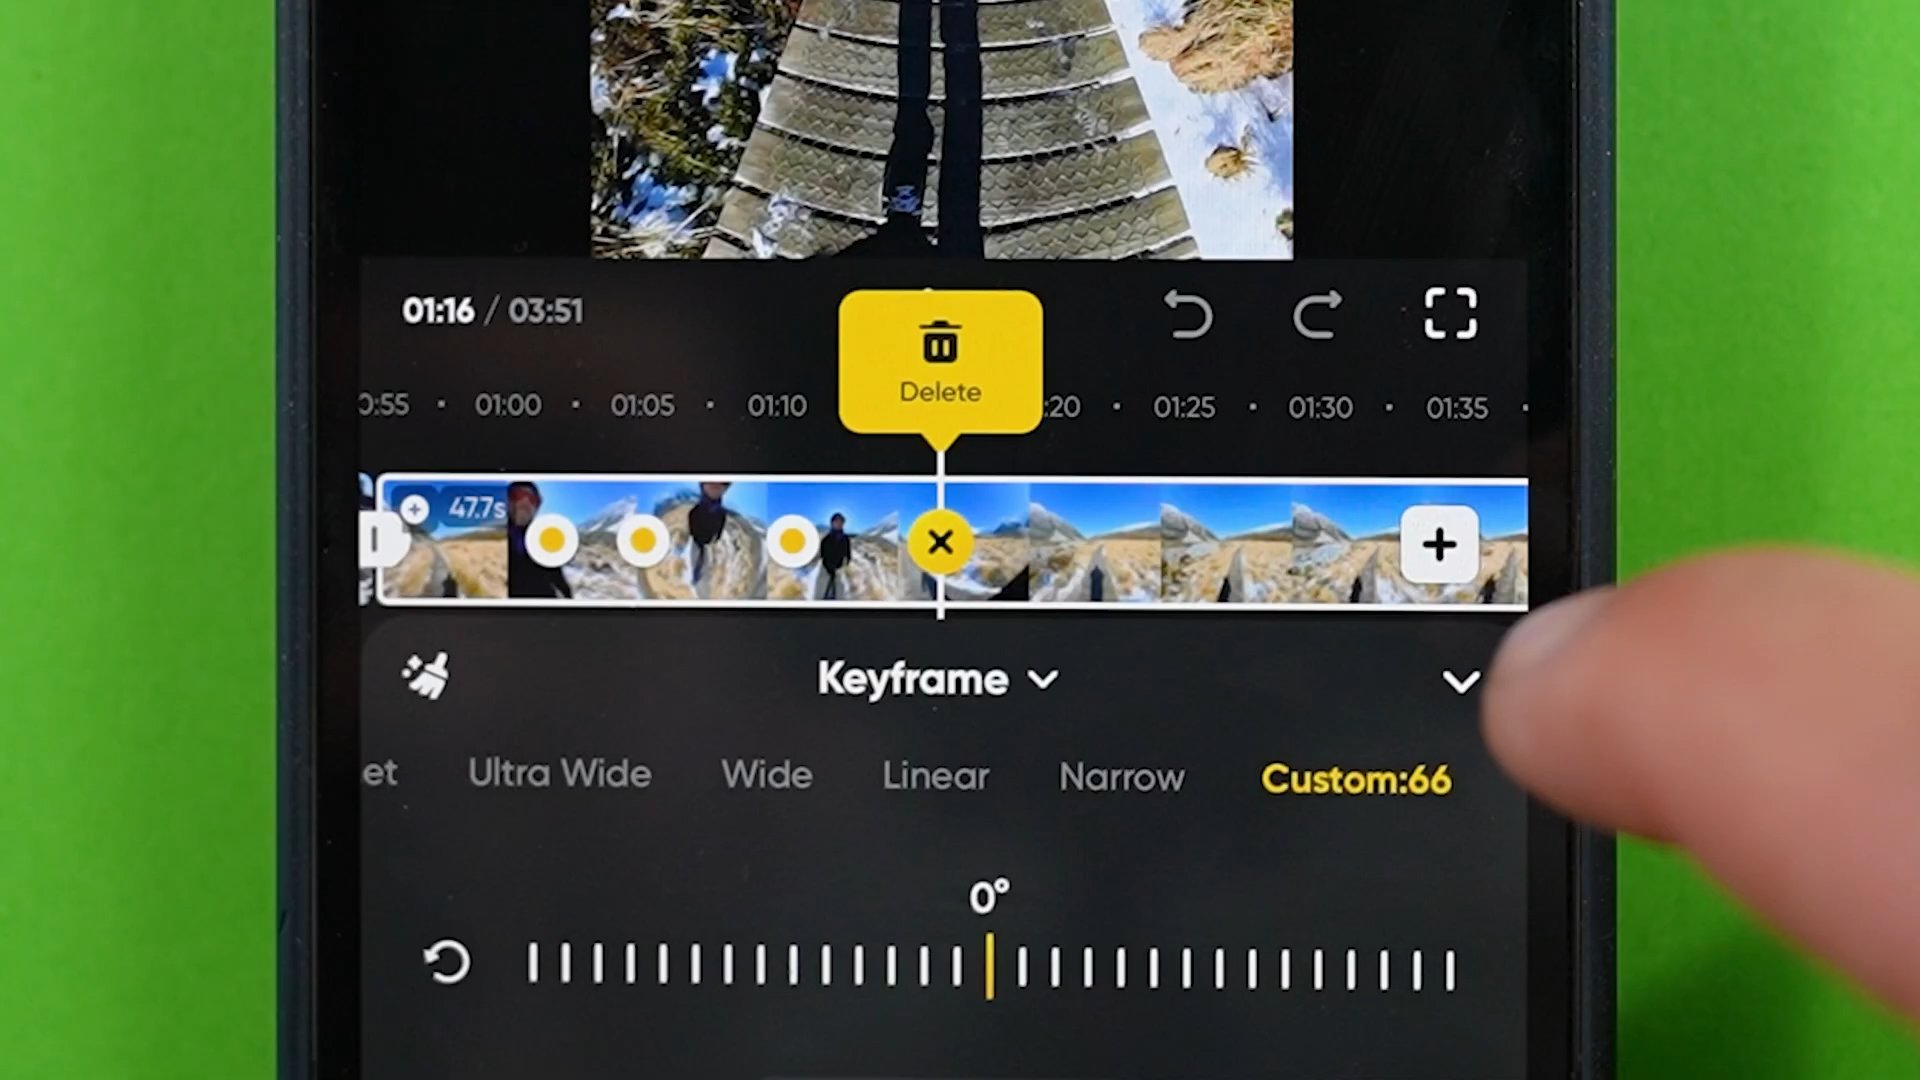 01:16 / 03:51
Delete
0:55 · 01:00 · 01:05 · 01:10 :20 · 01:25 · 01:30 · 01:35 ·
47.7s
Keyframe
et Ultra Wide Wide Linear Narrow Custom:66
0°